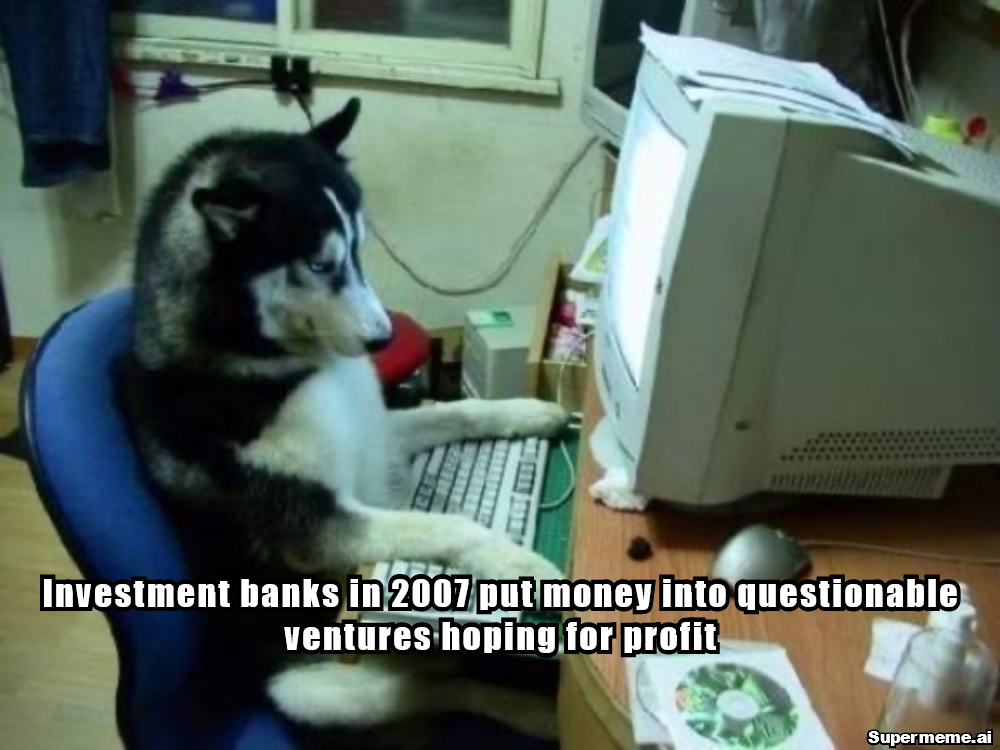 Investment banks in 2007 put money into questionable
ventures hoping for profit
Supermeme.ai